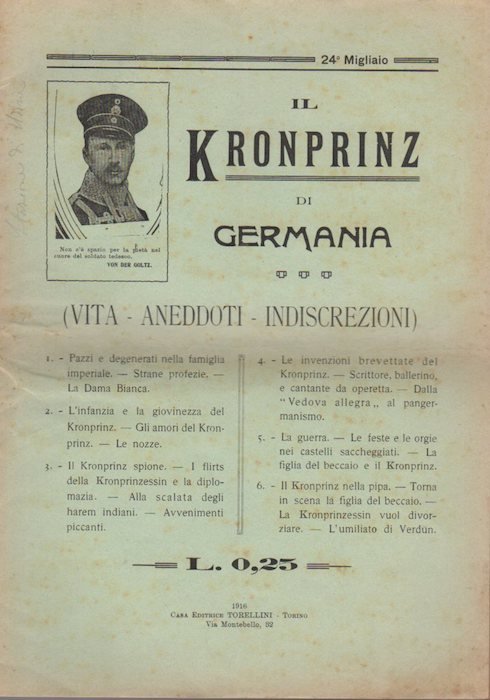 24º Migliaio
IL
KRONPRINZ
DI
GERMANIA
Non c'è spazio per la pietà nel
cuore del soldato tedesco.
VON DER GOLTZ.
(VITA - ANEDDOTI - INDISCREZIONI)
1. - Pazzi e degenerati nella famiglia
imperiale. — Strane profezie. —
La Dama Bianca.
2. - L'infanzia e la giovinezza del
Kronprinz. — Gli amori del Kron-
prinz. — Le nozze.
3. - Il Kronprinz spione. — I flirts
della Kronprinzessin e la diplo-
mazia. — Alla scalata degli
harem indiani. — Avvenimenti
piccanti.
4. - Le invenzioni brevettate del
Kronprinz. — Scrittore, ballerino,
e cantante da operetta. — Dalla
"Vedova allegra„ al panger-
manismo.
5. - La guerra. — Le feste e le orgie
nei castelli saccheggiati. — La
figlia del beccaio e il Kronprinz.
6. - Il Kronprinz nella pipa. — Torna
in scena la figlia del beccaio. —
La Kronprinzessin vuol divor-
ziare. — L'umiliato di Verdun.
L. 0,25
1916
CASA EDITRICE TORELLINI - TORINO
Via Montebello, 32